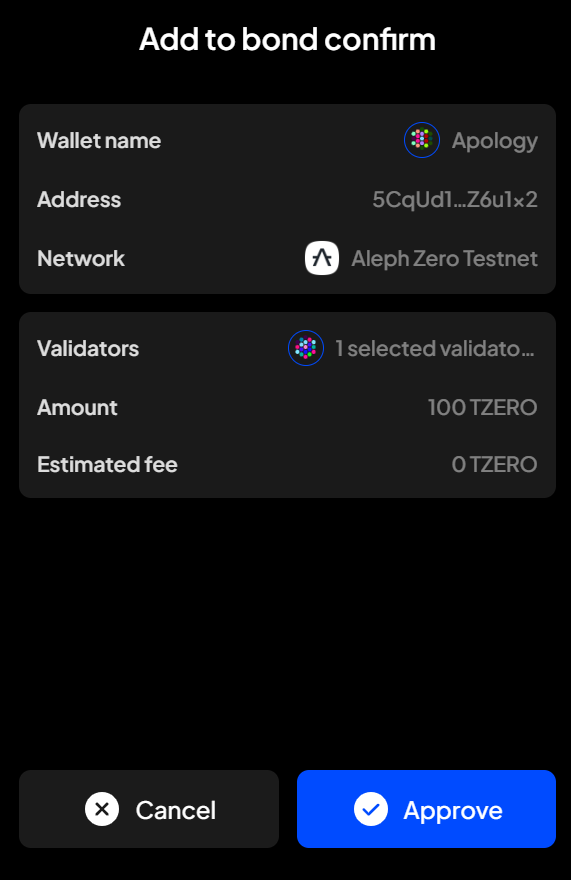 Add to bond confirm
Wallet name Apology
Address 5CqUd1...Z6u1x2
Network Aleph Zero Testnet
Validators 1 selected validato...
Amount 100 TZERO
Estimated fee 0 TZERO
Cancel Approve